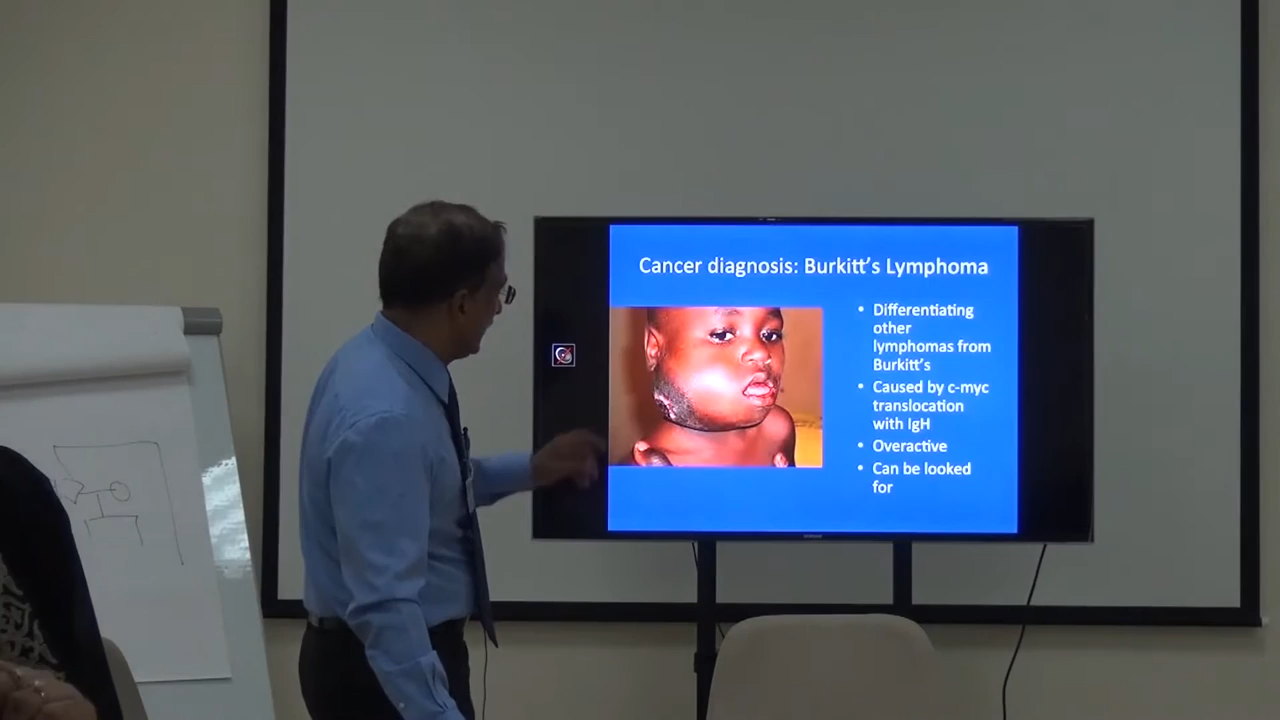 Cancer diagnosis: Burkitt's Lymphoma
• Differentiating
other
lymphomas from
Burkitt's
• Caused by c-myc
translocation
with IgH
• Overactive
• Can be looked
for